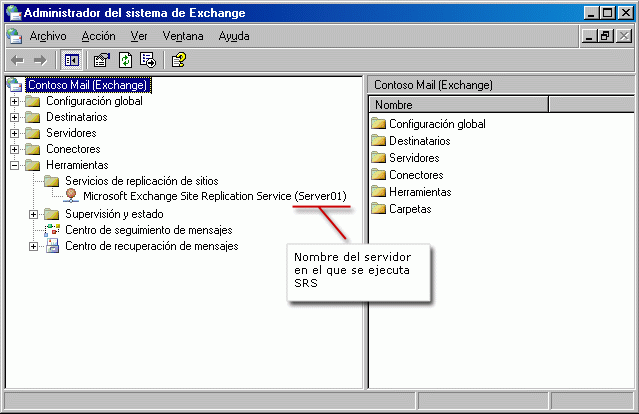 Administrador del sistema de Exchange
Archivo Acción Ver Ventana Ayuda
Contoso Mail (Exchange)
Configuración global
Destinatarios
Servidores
Conectores
Herramientas
Servicios de replicación de sitios
Microsoft Exchange Site Replication Service (Server01)
Supervisión y estado
Centro de seguimiento de mensajes
Centro de recuperación de mensajes
Nombre del servidor
en el que se ejecuta
SRS
Contoso Mail (Exchange)
Nombre
Configuración global
Destinatarios
Servidores
Conectores
Herramientas
Carpetas